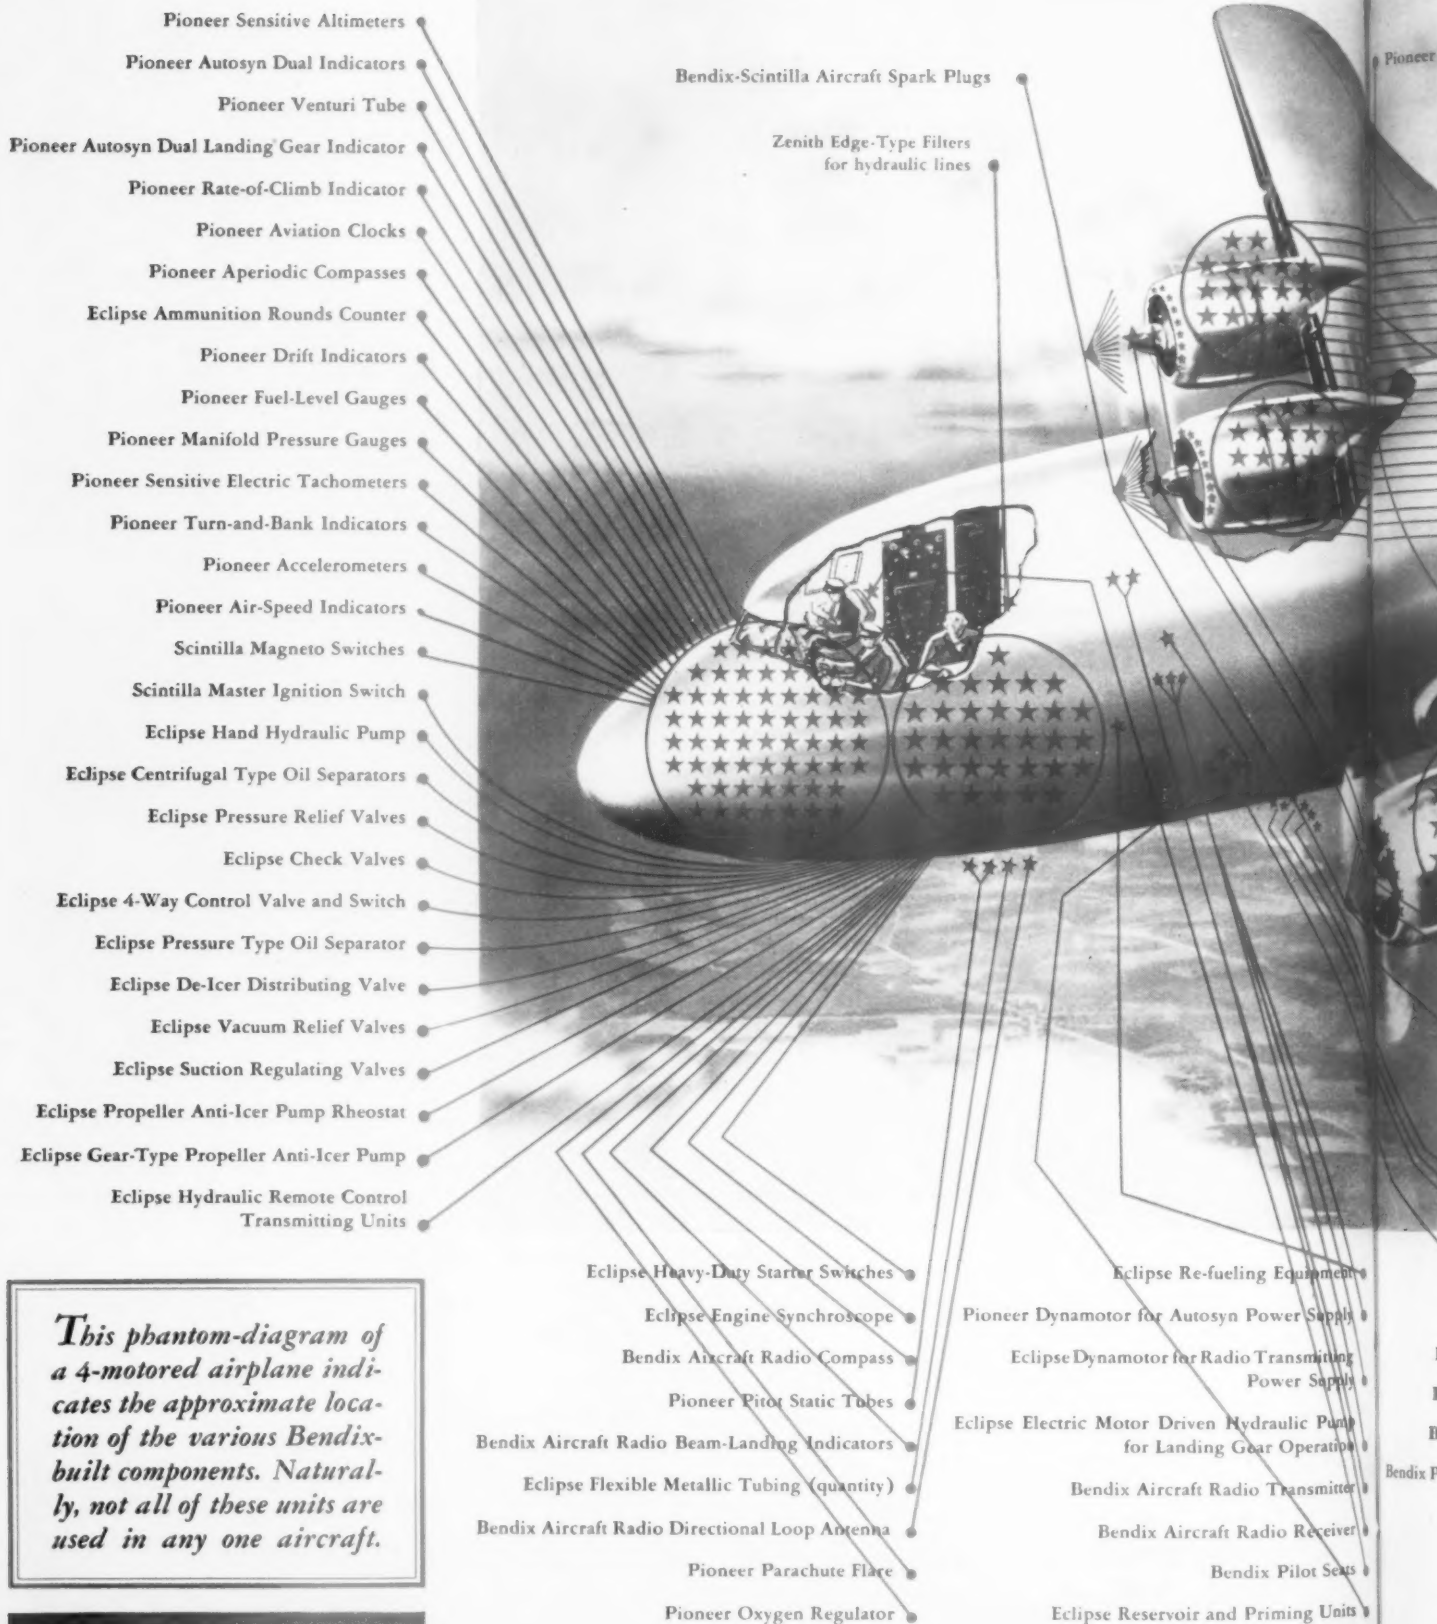 Pioneer Sensitive Altimeters
Pioneer Autosyn Dual Indicators
Pioneer Venturi Tube
Pioneer Autosyn Dual Landing Gear Indicator
Pioneer Rate-of-Climb Indicator
Pioneer Aviation Clocks
Pioneer Aperiodic Compasses
Eclipse Ammunition Rounds Counter
Pioneer Drift Indicators
Pioneer Fuel-Level Gauges
Pioneer Manifold Pressure Gauges
Pioneer Sensitive Electric Tachometers
Pioneer Turn-and-Bank Indicators
Pioneer Accelerometers
Pioneer Air-Speed Indicators
Scintilla Magneto Switches
Scintilla Master Ignition Switch
Eclipse Hand Hydraulic Pump
Eclipse Centrifugal Type Oil Separators
Eclipse Pressure Relief Valves
Eclipse Check Valves
Eclipse 4-Way Control Valve and Switch
Eclipse Pressure Type Oil Separator
Eclipse De-Icer Distributing Valve
Eclipse Vacuum Relief Valves
Eclipse Suction Regulating Valves
Eclipse Propeller Anti-Icer Pump Rheostat
Eclipse Gear-Type Propeller Anti-Icer Pump
Eclipse Hydraulic Remote Control
Transmitting Units
Bendix-Scintilla Aircraft Spark Plugs
Zenith Edge-Type Filters
for hydraulic lines
Pioneer
This phantom-diagram of
a 4-motored airplane indi-
cates the approximate loca-
tion of the various Bendix-
built components. Natural-
ly, not all of these units are
used in any one aircraft.
Eclipse Heavy-Duty Starter Switches
Eclipse Engine Synchroscope
Bendix Aircraft Radio Compass
Pioneer Pitot Static Tubes
Bendix Aircraft Radio Beam-Landing Indicators
Eclipse Flexible Metallic Tubing (quantity)
Bendix Aircraft Radio Directional Loop Antenna
Pioneer Parachute Flare
Pioneer Oxygen Regulator
Eclipse Re-fueling Equipment
Pioneer Dynamotor for Autosyn Power Supply
Eclipse Dynamotor for Radio Transmitting
Power Supply
Eclipse Electric Motor Driven Hydraulic Pump
for Landing Gear Operation
Bendix Aircraft Radio Transmitter
Bendix Aircraft Radio Receiver
Bendix Pilot Seats
Eclipse Reservoir and Priming Units
Bendix